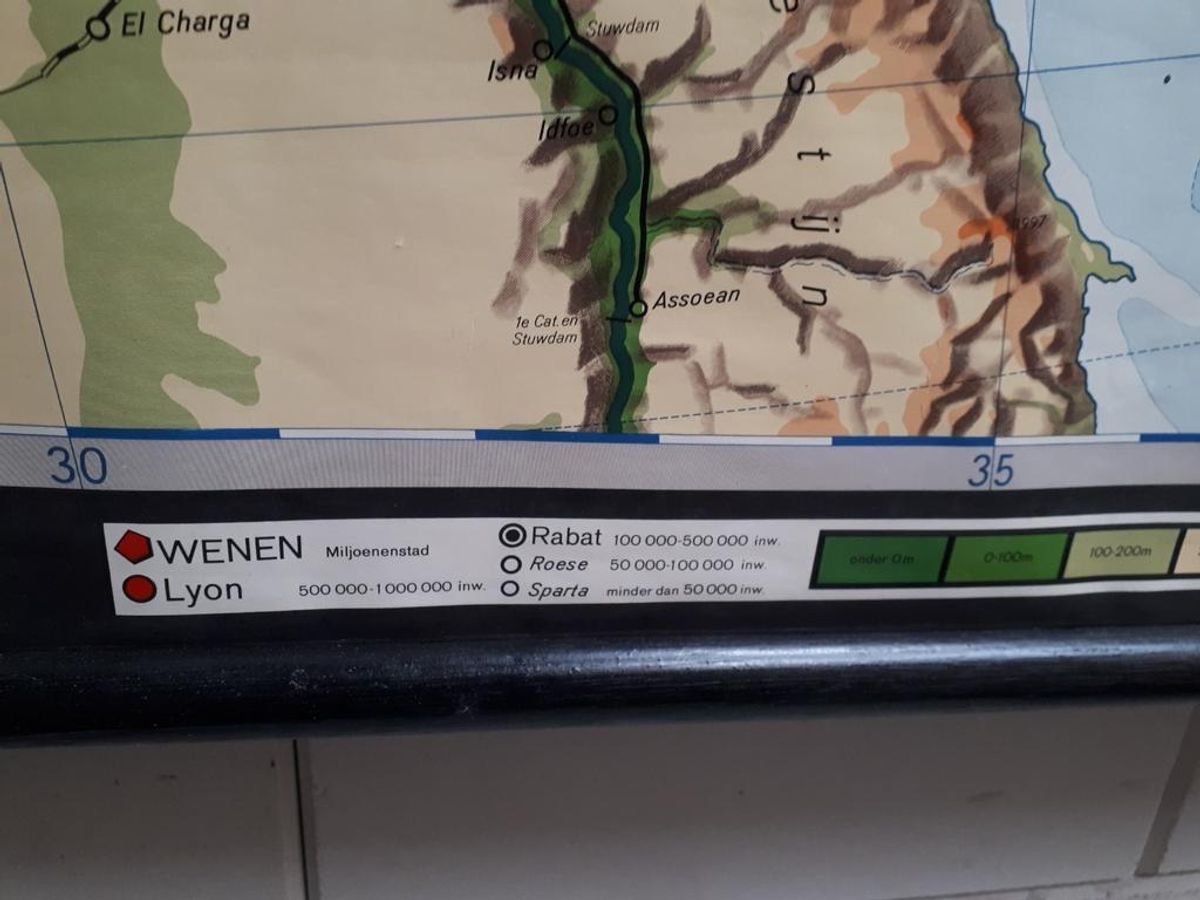 El Charga
Stuwdam
Isna
Idfoe
s
t
ij
n
1997
Assoean
1e Cat. en
Stuwdam
30
35
WENEN Miljoenenstad
Lyon 500 000-1 000 000 inw.
Rabat 100 000-500 000 inw.
Roese 50 000-100 000 inw.
Sparta minder dan 50 000 inw.
onder 0m
0-100m
100-200m